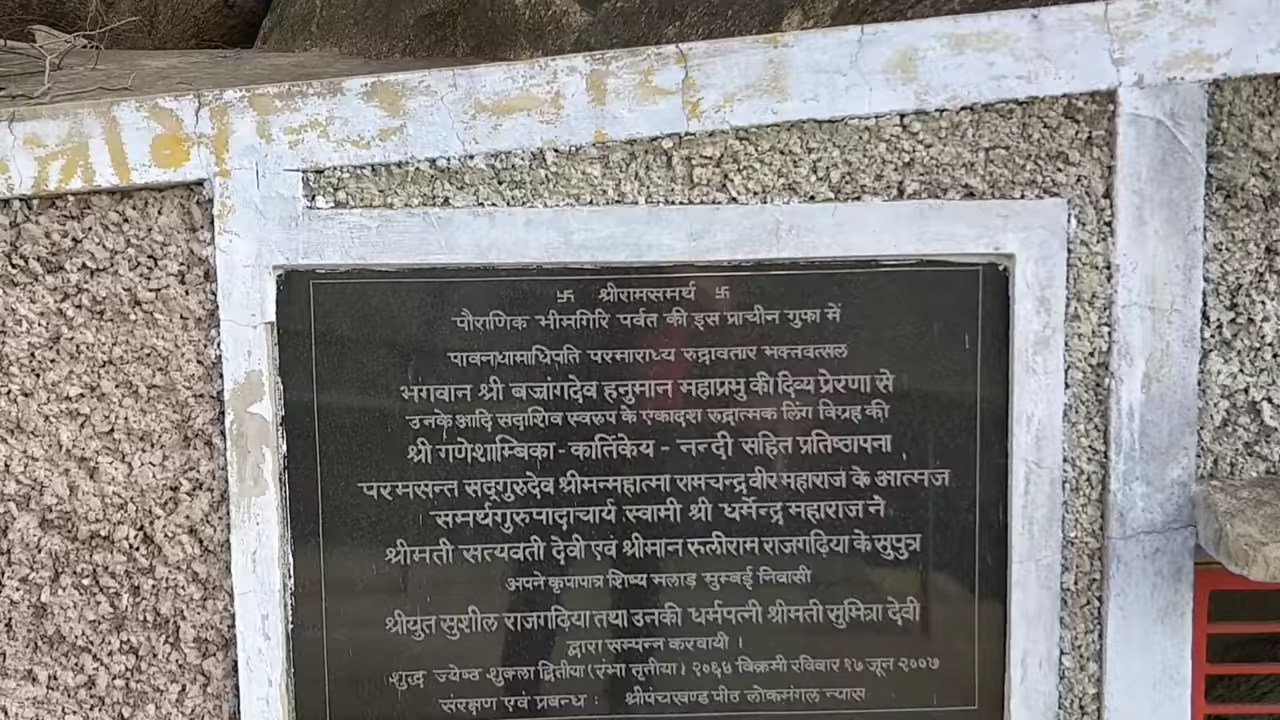 卐 श्रीरामसमर्थ 卐
पौराणिक भीमगिरि पर्वत की इस प्राचीन गुफा में
पावनधामाधिपति परमाराध्य रुद्रावतार भक्तवत्सल
भगवान श्री बज्रांगदेव हनुमान महाप्रभु की दिव्य प्रेरणा से
उनके आदि सदाशिव स्वरुप के एकादश रुद्रात्मक लिंग विग्रह की
श्री गणेशाम्बिका - कार्तिकेय - नन्दी सहित प्रतिष्ठापना
परमसन्त सद्गुरुदेव श्रीमन्महात्मा रामचन्द्र वीर महाराज के आत्मज
समर्थगुरुपादाचार्य स्वामी श्री धर्मेन्द्र महाराज ने
श्रीमती सत्यवती देवी एवं श्रीमान रुलीराम राजगढ़िया के सुपुत्र
अपने कृपापात्र शिष्य मलाड़ मुम्बई निवासी
श्रीयुत सुशील राजगढ़िया तथा उनकी धर्मपत्नी श्रीमती सुमित्रा देवी
द्वारा सम्पन्न करवायी ।
शुद्ध ज्येष्ठ शुक्ला द्वितीया (रंभा तृतीया) २०६४ विक्रमी रविवार १७ जून २००७
संरक्षण एवं प्रबन्ध : श्रीपंचखण्ड पीठ लोकमंगल न्यास